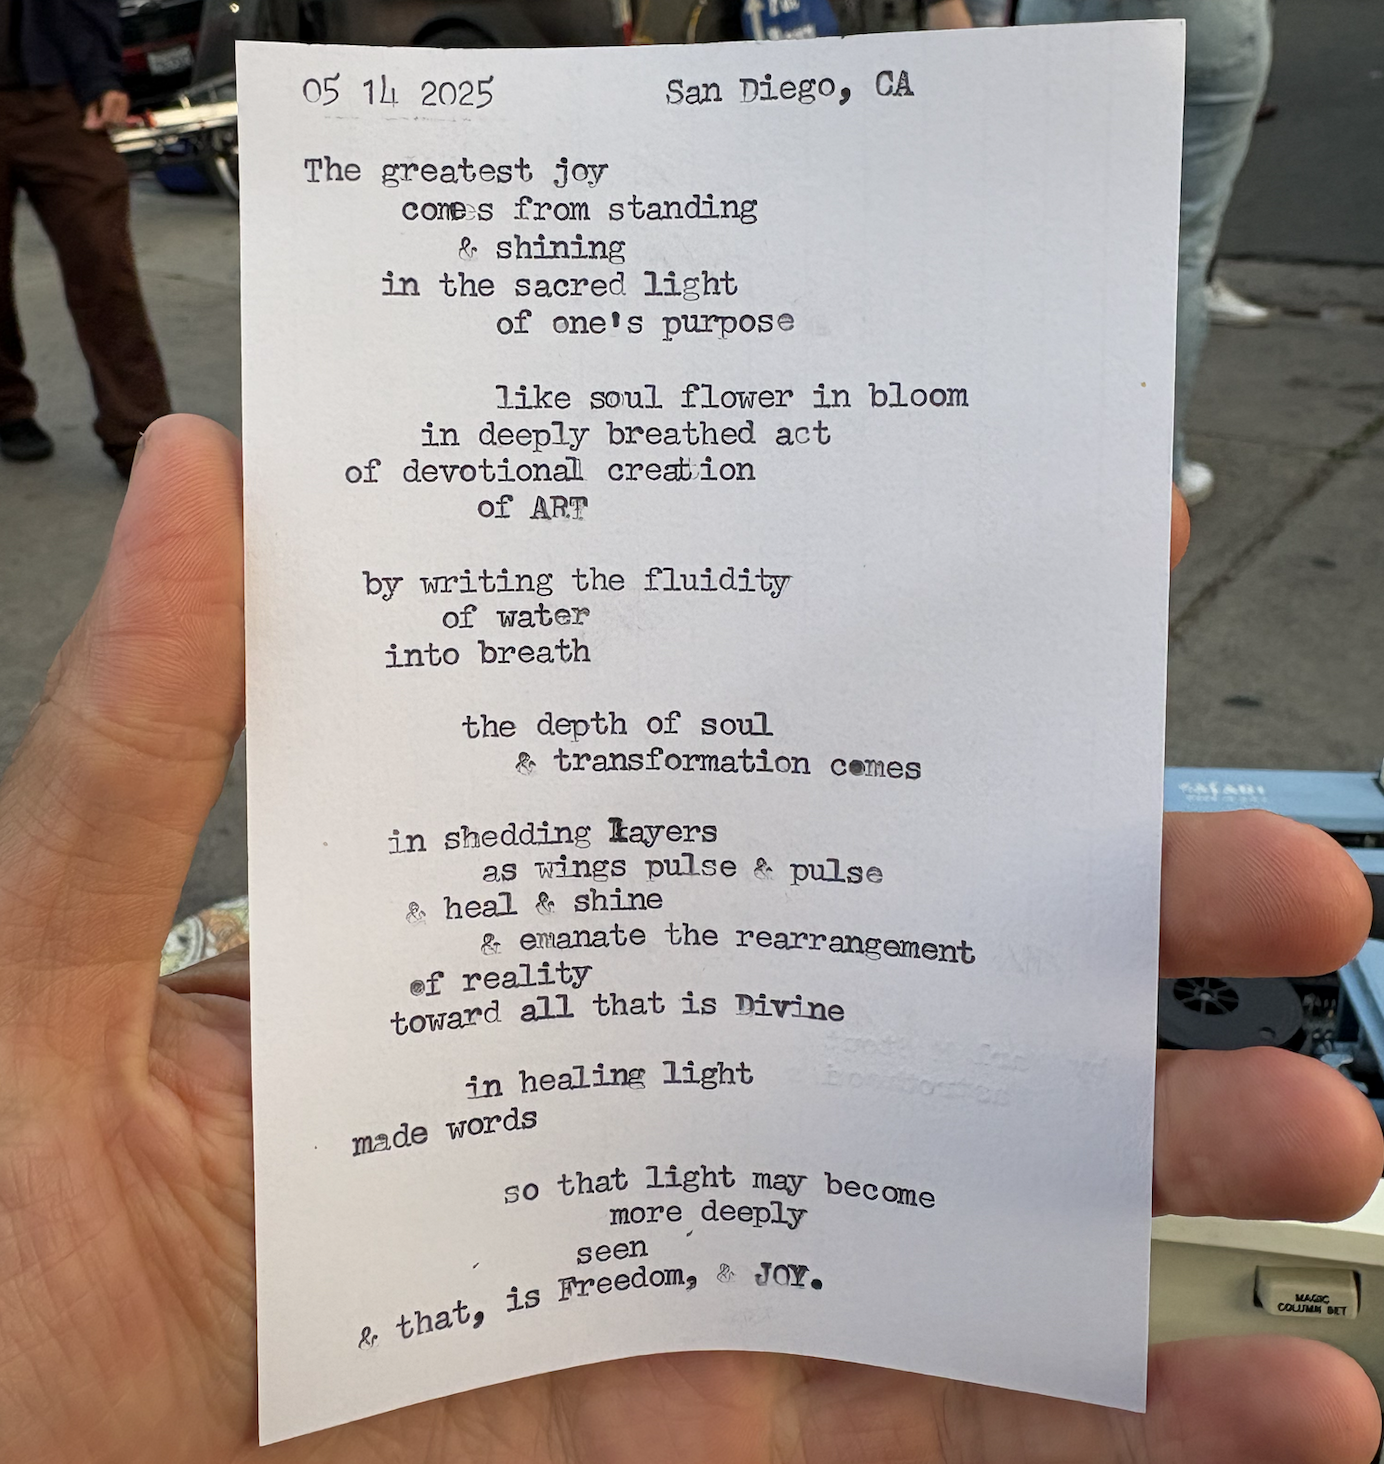 05 14 2025 San Diego, CA
The greatest joy
comes from standing
& shining
in the sacred light
of one's purpose
like soul flower in bloom
in deeply breathed act
of devotional creation
of ART
by writing the fluidity
of water
into breath
the depth of soul
& transformation comes
in shedding layers
as wings pulse & pulse
& heal & shine
& emanate the rearrangement
of reality
toward all that is Divine
in healing light
made words
so that light may become
more deeply
seen
& that, is Freedom, & JOY.
SAFARI
MAGIC
COLUMN SET